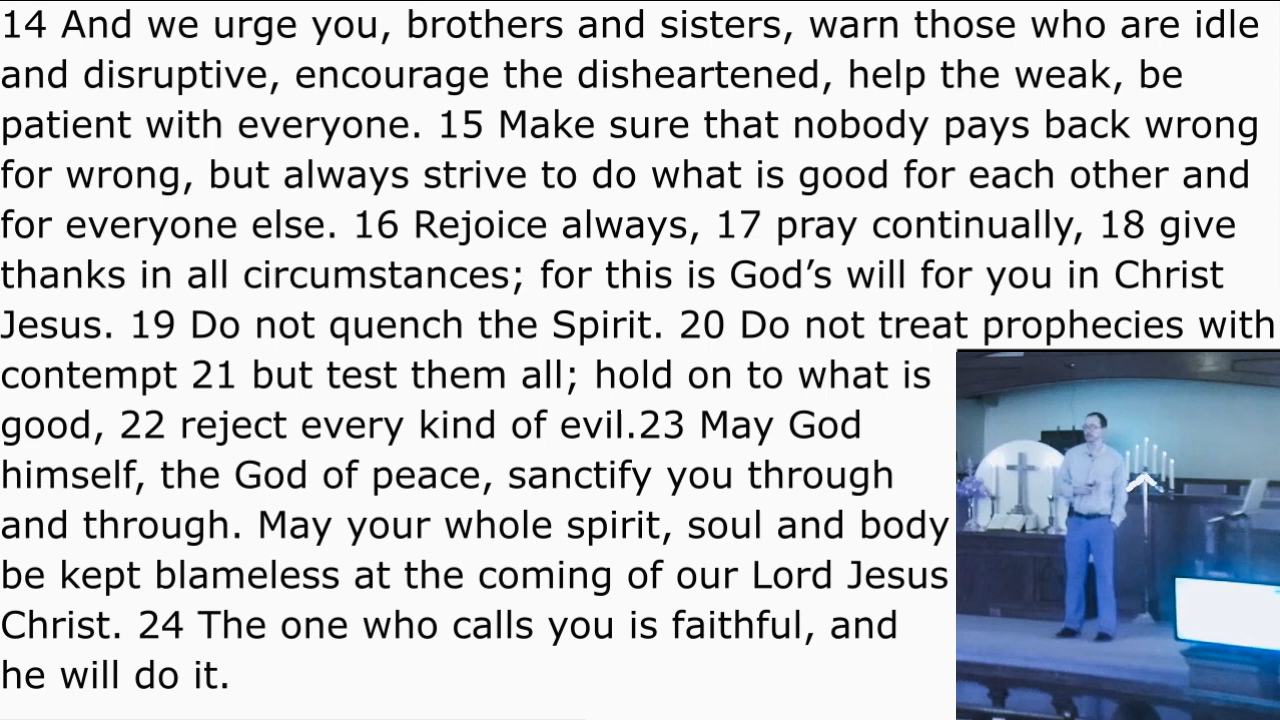 14 And we urge you, brothers and sisters, warn those who are idle
and disruptive, encourage the disheartened, help the weak, be
patient with everyone. 15 Make sure that nobody pays back wrong
for wrong, but always strive to do what is good for each other and
for everyone else. 16 Rejoice always, 17 pray continually, 18 give
thanks in all circumstances; for this is God’s will for you in Christ
Jesus. 19 Do not quench the Spirit. 20 Do not treat prophecies with
contempt 21 but test them all; hold on to what is
good, 22 reject every kind of evil.23 May God
himself, the God of peace, sanctify you through
and through. May your whole spirit, soul and body
be kept blameless at the coming of our Lord Jesus
Christ. 24 The one who calls you is faithful, and
he will do it.